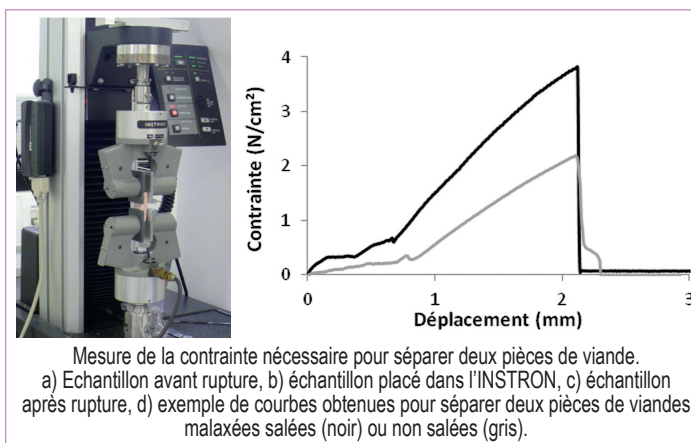 INSTRON
Contrainte (N/cm²)
4
3
2
1
0
0 1 2 3
Déplacement (mm)
Mesure de la contrainte nécessaire pour séparer deux pièces de viande.
a) Echantillon avant rupture, b) échantillon placé dans l’INSTRON, c) échantillon
après rupture, d) exemple de courbes obtenues pour séparer deux pièces de viandes
malaxées salées (noir) ou non salées (gris).